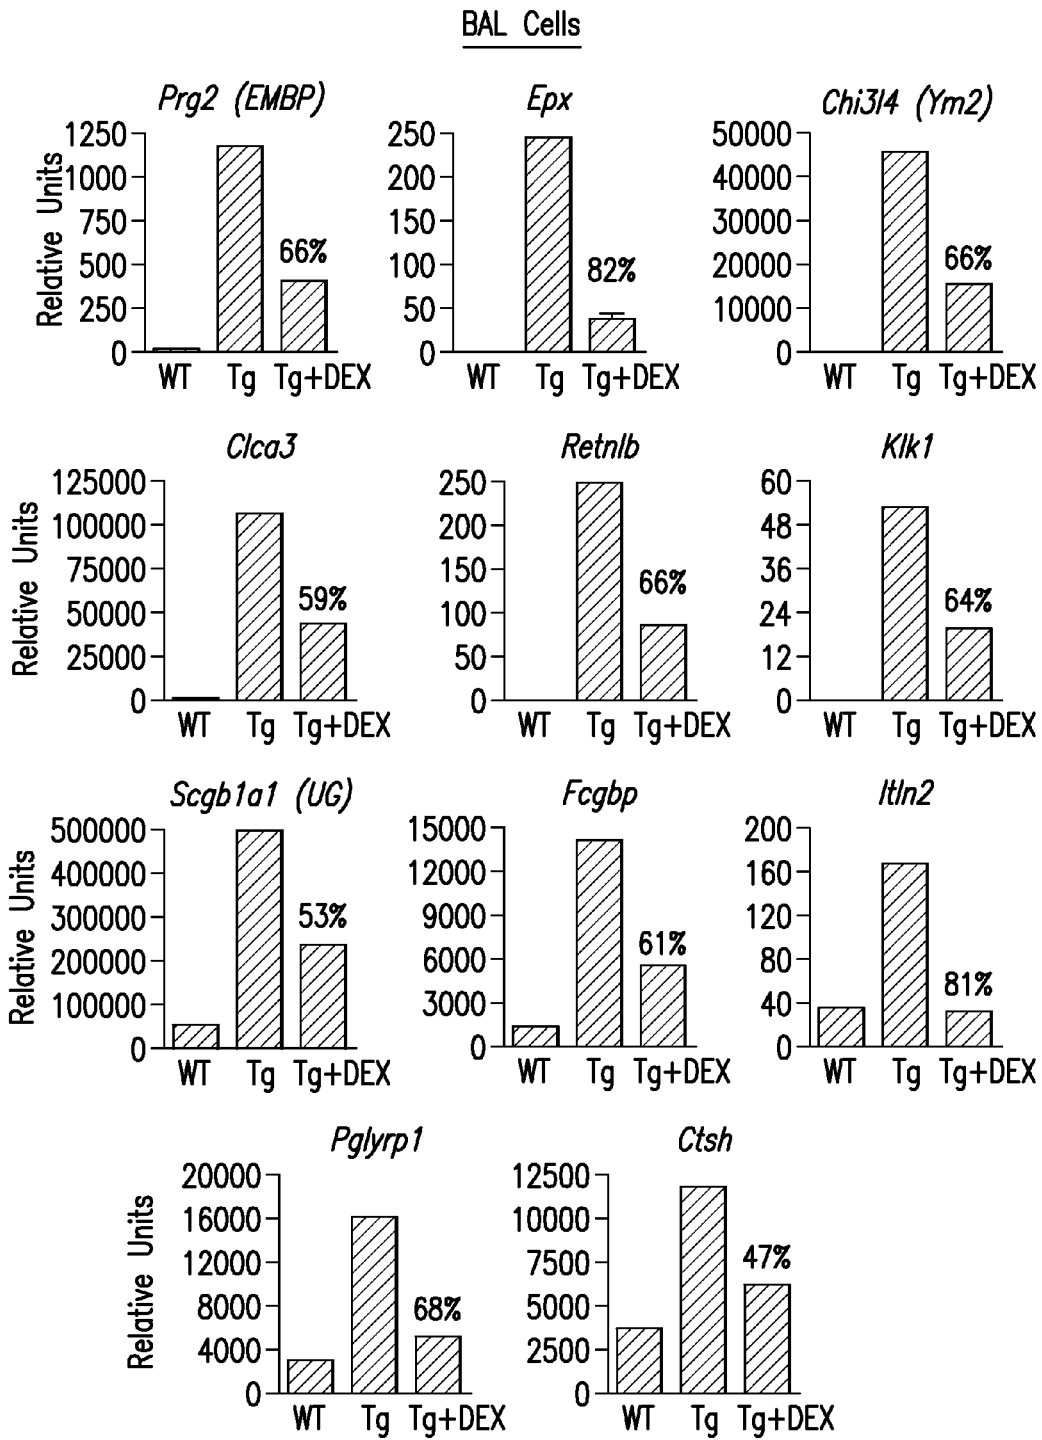 BAL Cells
Prg2 (EMBP)
Epx
Chi3l4 (Ym2)
Relative Units
1250
1000
750
500
250
0
66%
WT Tg Tg+DEX
250
200
150
100
50
0
82%
WT Tg Tg+DEX
50000
40000
30000
20000
10000
0
66%
WT Tg Tg+DEX
Clca3
Retnlb
Klk1
Relative Units
125000
100000
75000
50000
25000
0
59%
WT Tg Tg+DEX
250
200
150
100
50
0
66%
WT Tg Tg+DEX
60
48
36
24
12
0
64%
WT Tg Tg+DEX
Scgb1a1 (UG)
Fcgbp
Itln2
Relative Units
500000
400000
300000
200000
100000
0
53%
WT Tg Tg+DEX
15000
12000
9000
6000
3000
0
61%
WT Tg Tg+DEX
200
160
120
80
40
0
81%
WT Tg Tg+DEX
Pglyrp1
Ctsh
Relative Units
20000
16000
12000
8000
4000
0
68%
WT Tg Tg+DEX
12500
10000
7500
5000
2500
0
47%
WT Tg Tg+DEX